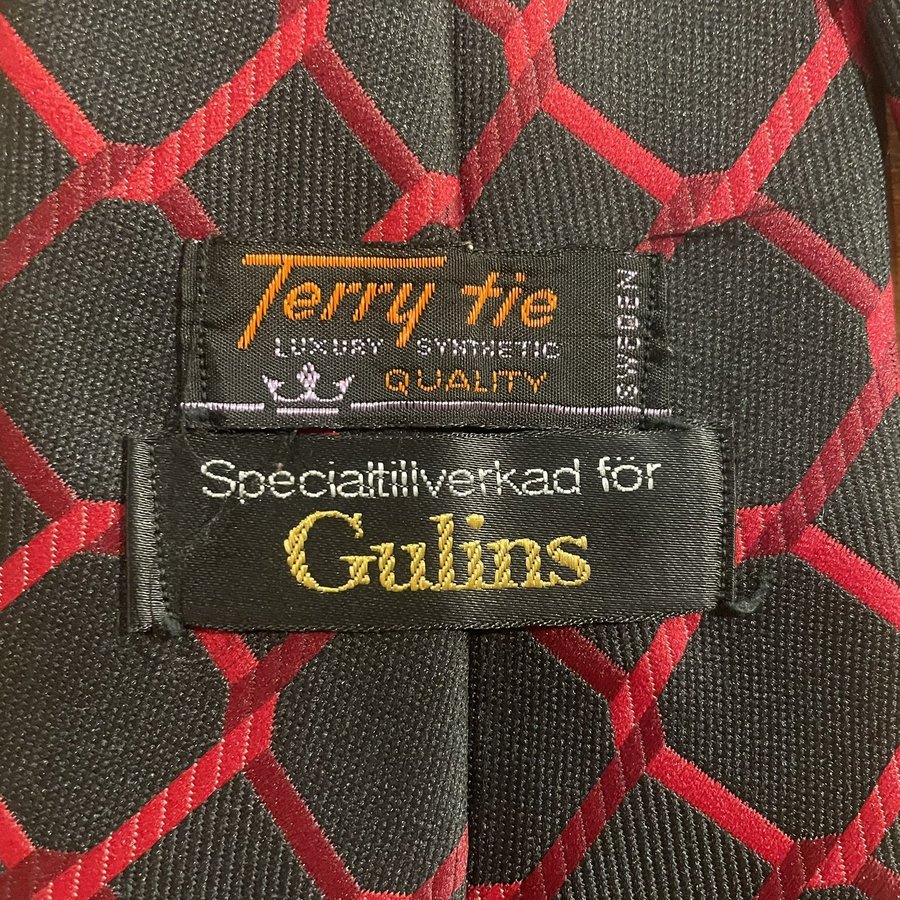 Terry tie
LUXURY SYNTHETIC
QUALITY
SWEDEN
Specialtillverkad för
Gulins